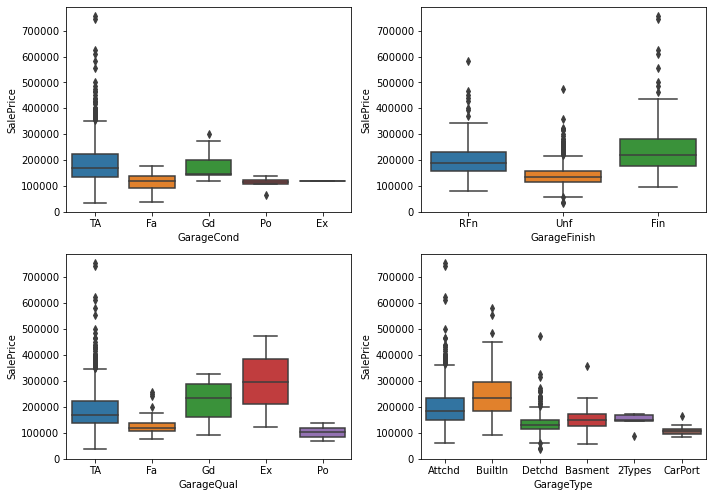 SalePrice
700000
600000
500000
400000
300000
200000
100000
0
TA Fa Gd Po Ex
GarageCond
SalePrice
700000
600000
500000
400000
300000
200000
100000
0
RFn Unf Fin
GarageFinish
SalePrice
700000
600000
500000
400000
300000
200000
100000
0
TA Fa Gd Ex Po
GarageQual
SalePrice
700000
600000
500000
400000
300000
200000
100000
0
Attchd BuiltIn Detchd Basment 2Types CarPort
GarageType